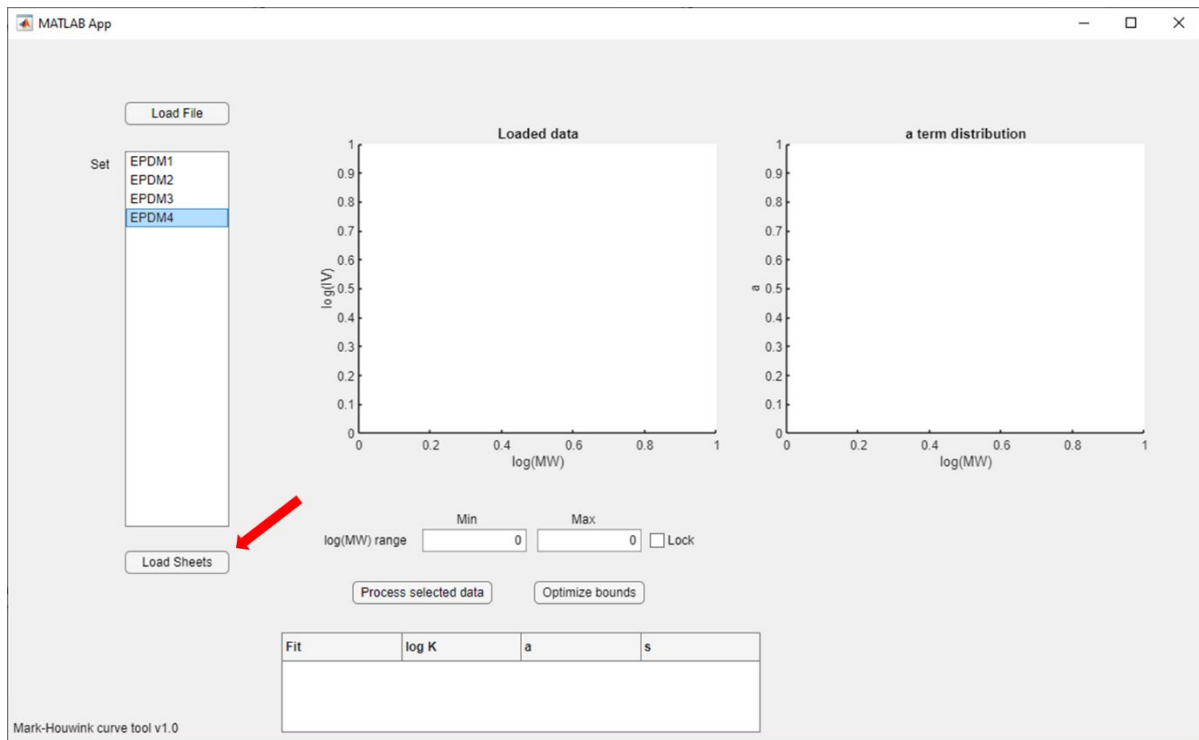 MATLAB App
Load File
Set
EPDM1
EPDM2
EPDM3
EPDM4
Load Sheets
Loaded data
1
0.9
0.8
0.7
0.6
0.5
0.4
0.3
0.2
0.1
0
log(IV)
0 0.2 0.4 0.6 0.8 1
log(MW)
a term distribution
1
0.9
0.8
0.7
0.6
0.5
0.4
0.3
0.2
0.1
0
a
0 0.2 0.4 0.6 0.8 1
log(MW)
Min Max
log(MW) range 0 0 Lock
Process selected data Optimize bounds
Fit log K a s
Mark-Houwink curve tool v1.0